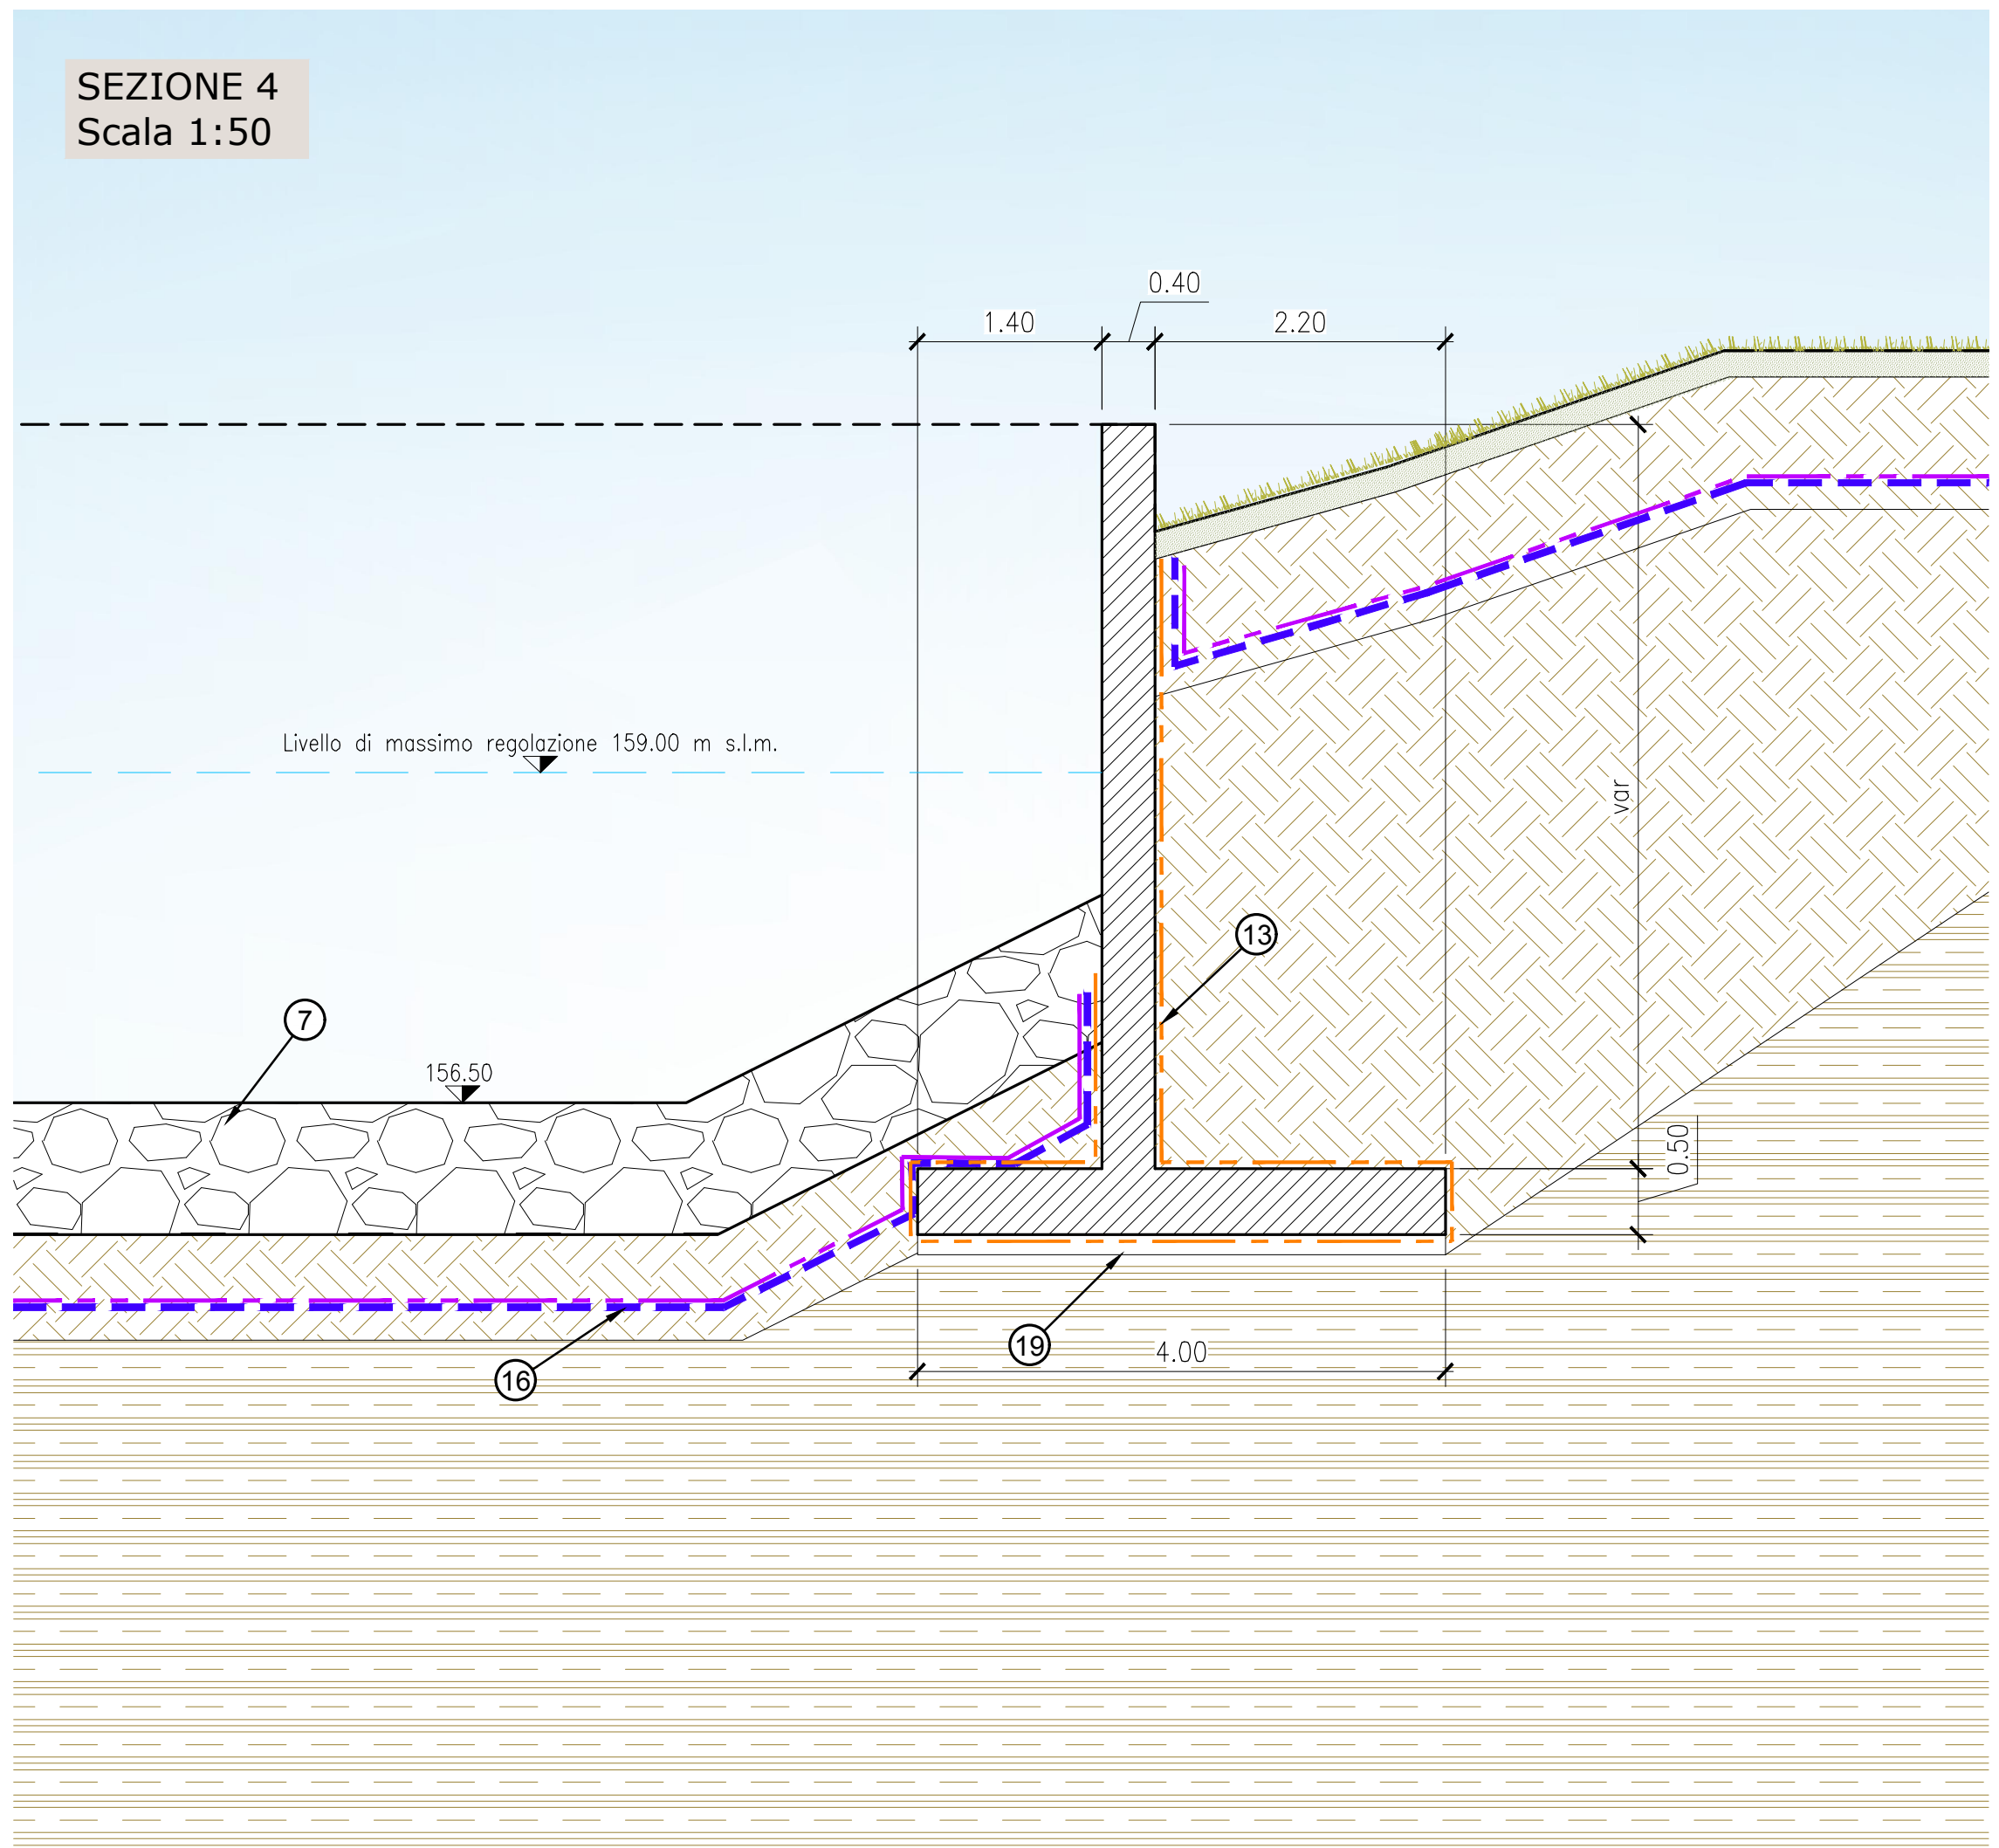 SEZIONE 4
Scala 1:50
0.40
1.40
2.20
Livello di massimo regolazione 159.00 m s.l.m.
var
13
7
156.50
0.50
19
4.00
16